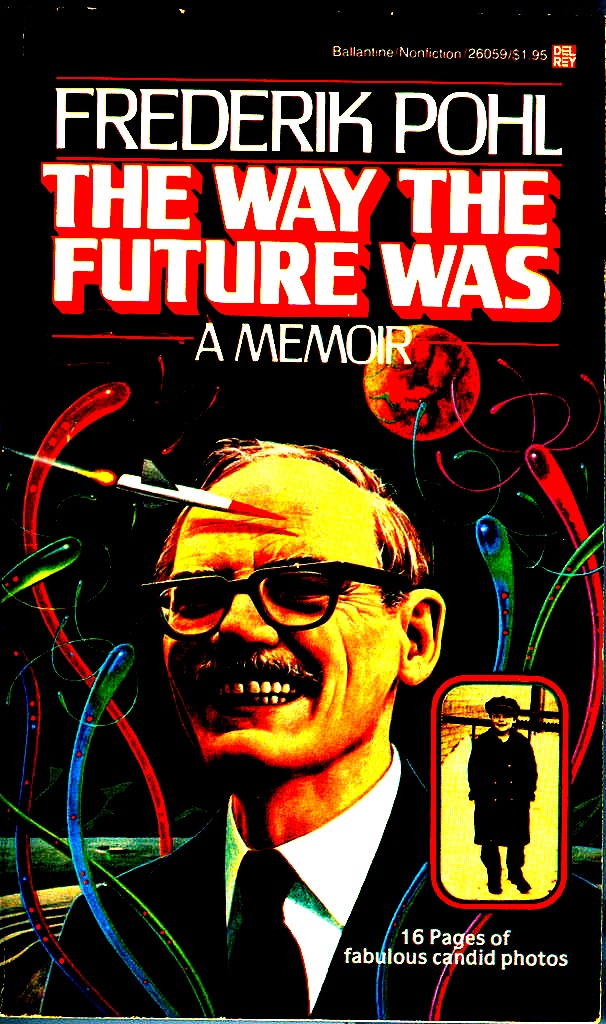 Ballantine/Nonfiction/26059/$1.95 DEL REY
FREDERIK POHL
THE WAY THE
FUTURE WAS
A MEMOIR
16 Pages of
fabulous candid photos